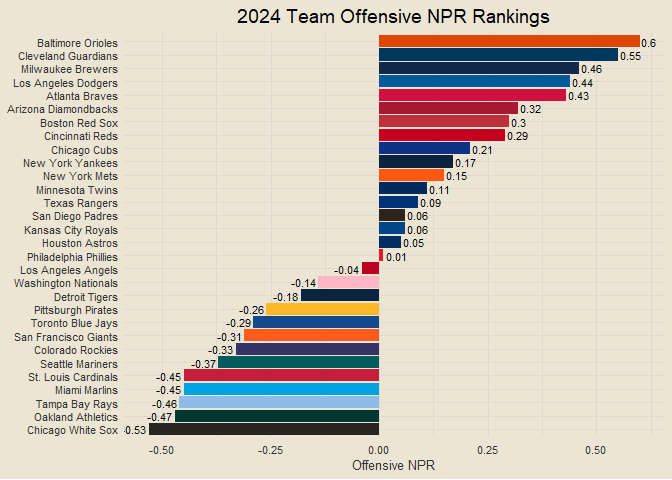 2024 Team Offensive NPR Rankings
Baltimore Orioles 0.6
Cleveland Guardians 0.55
Milwaukee Brewers 0.46
Los Angeles Dodgers 0.44
Atlanta Braves 0.43
Arizona Diamondbacks 0.32
Boston Red Sox 0.3
Cincinnati Reds 0.29
Chicago Cubs 0.21
New York Yankees 0.17
New York Mets 0.15
Minnesota Twins 0.11
Texas Rangers 0.09
San Diego Padres 0.06
Kansas City Royals 0.06
Houston Astros 0.05
Philadelphia Phillies 0.01
Los Angeles Angels -0.04
Washington Nationals -0.14
Detroit Tigers -0.18
Pittsburgh Pirates -0.26
Toronto Blue Jays -0.29
San Francisco Giants -0.31
Colorado Rockies -0.33
Seattle Mariners -0.37
St. Louis Cardinals -0.45
Miami Marlins -0.45
Tampa Bay Rays -0.46
Oakland Athletics -0.47
Chicago White Sox -0.53
-0.50 -0.25 0.00 0.25 0.50
Offensive NPR